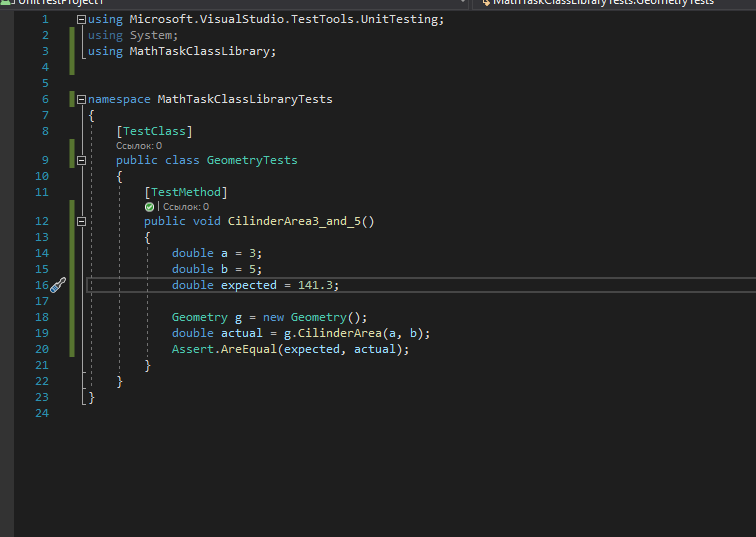 UnitTestProject1
MathTaskClassLibraryTests.GeometryTests
1 using Microsoft.VisualStudio.TestTools.UnitTesting;
2 using System;
3 using MathTaskClassLibrary;
4
5
6 namespace MathTaskClassLibraryTests
7 {
8 [TestClass]
Ссылок: 0
9 public class GeometryTests
10 {
11 [TestMethod]
| Ссылок: 0
12 public void CilinderArea3_and_5()
13 {
14 double a = 3;
15 double b = 5;
16 double expected = 141.3;
17
18 Geometry g = new Geometry();
19 double actual = g.CilinderArea(a, b);
20 Assert.AreEqual(expected, actual);
21 }
22 }
23 }
24